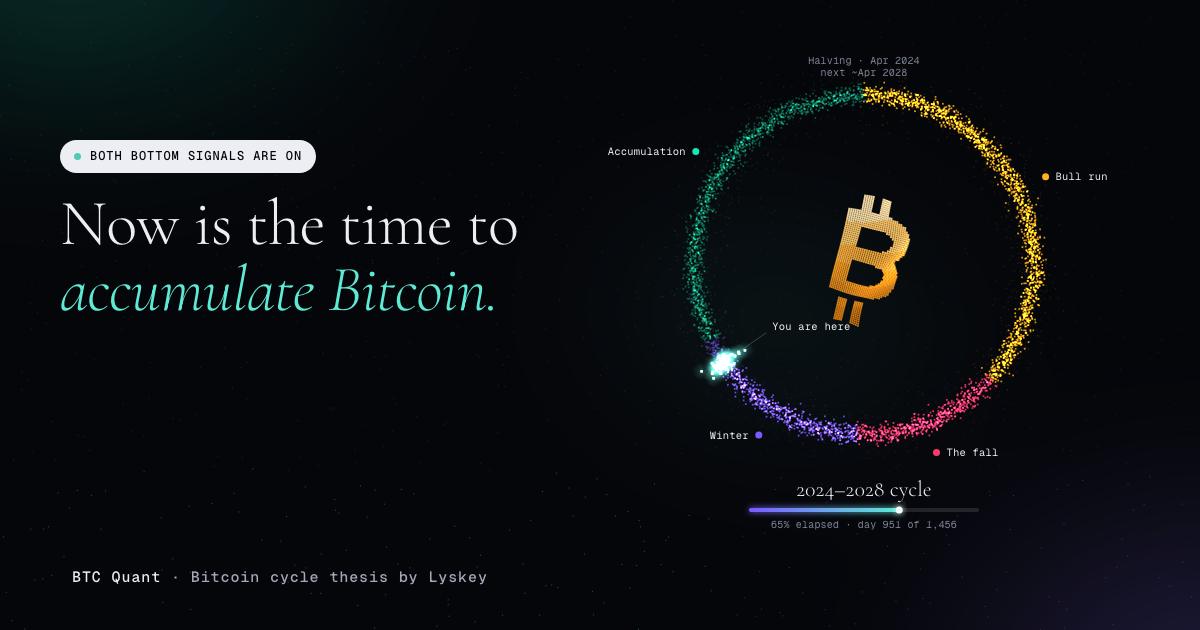 BOTH BOTTOM SIGNALS ARE ON
Now is the time to
accumulate Bitcoin.
Halving · Apr 2024
next ~Apr 2028
Accumulation
Bull run
You are here
Winter
The fall
2024–2028 cycle
65% elapsed · day 951 of 1,456
BTC Quant · Bitcoin cycle thesis by Lyskey